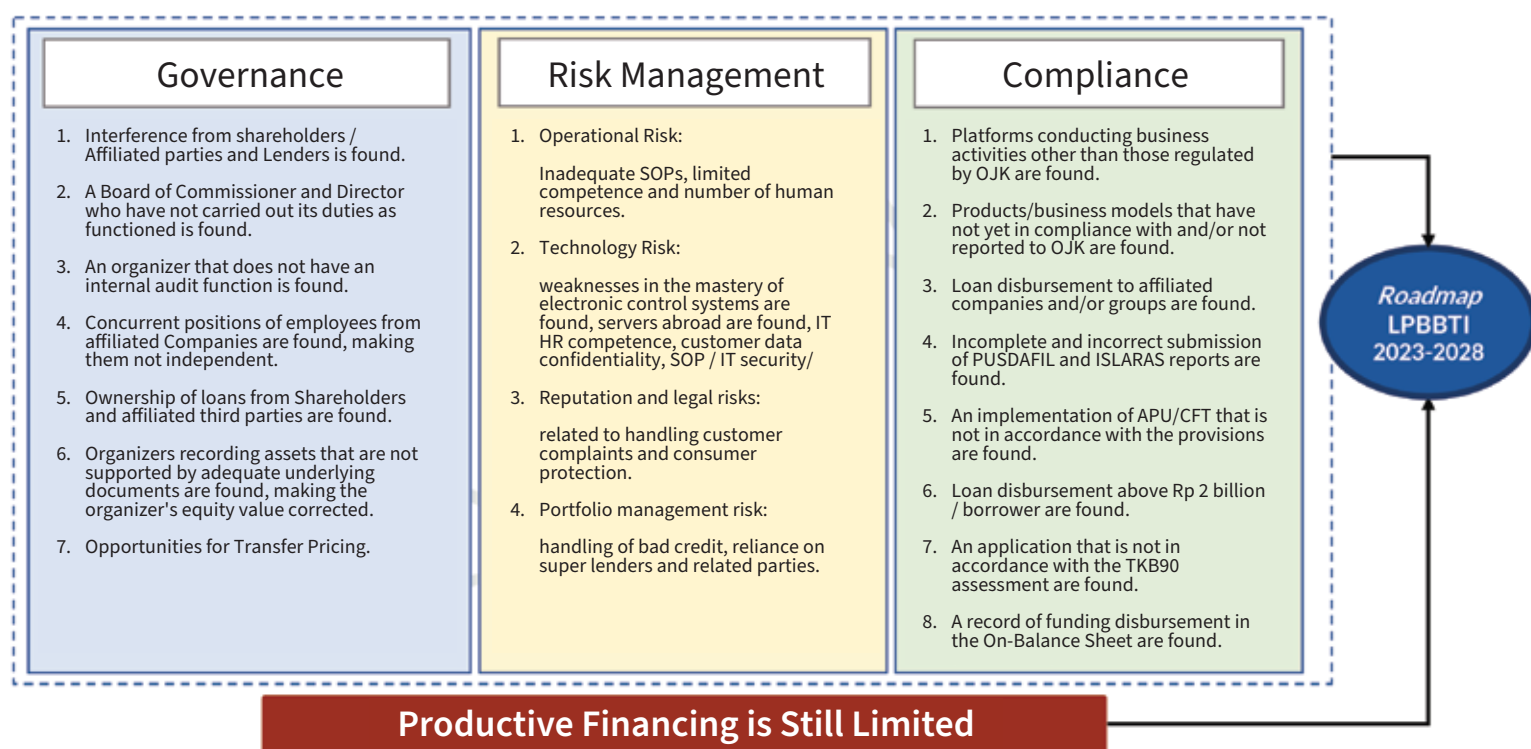 Governance
1. Interference from shareholders /
Affiliated parties and Lenders is found.
2. A Board of Commissioner and Director
who have not carried out its duties as
functioned is found.
3. An organizer that does not have an
internal audit function is found.
4. Concurrent positions of employees from
affiliated Companies are found, making
them not independent.
5. Ownership of loans from Shareholders
and affiliated third parties are found.
6. Organizers recording assets that are not
supported by adequate underlying
documents are found, making the
organizer's equity value corrected.
7. Opportunities for Transfer Pricing.
Risk Management
1. Operational Risk:
Inadequate SOPs, limited
competence and number of human
resources.
2. Technology Risk:
weaknesses in the mastery of
electronic control systems are
found, servers abroad are found, IT
HR competence, customer data
confidentiality, SOP / IT security/
3. Reputation and legal risks:
related to handling customer
complaints and consumer
protection.
4. Portfolio management risk:
handling of bad credit, reliance on
super lenders and related parties.
Compliance
1. Platforms conducting business
activities other than those regulated
by OJK are found.
2. Products/business models that have
not yet in compliance with and/or not
reported to OJK are found.
3. Loan disbursement to affiliated
companies and/or groups are found.
4. Incomplete and incorrect submission
of PUSDAFIL and ISLARAS reports are
found.
5. An implementation of APU/CFT that is
not in accordance with the provisions
are found.
6. Loan disbursement above Rp 2 billion
/ borrower are found.
7. An application that is not in
accordance with the TKB90
assessment are found.
8. A record of funding disbursement in
the On-Balance Sheet are found.
Roadmap
LPBBTI
2023-2028
Productive Financing is Still Limited